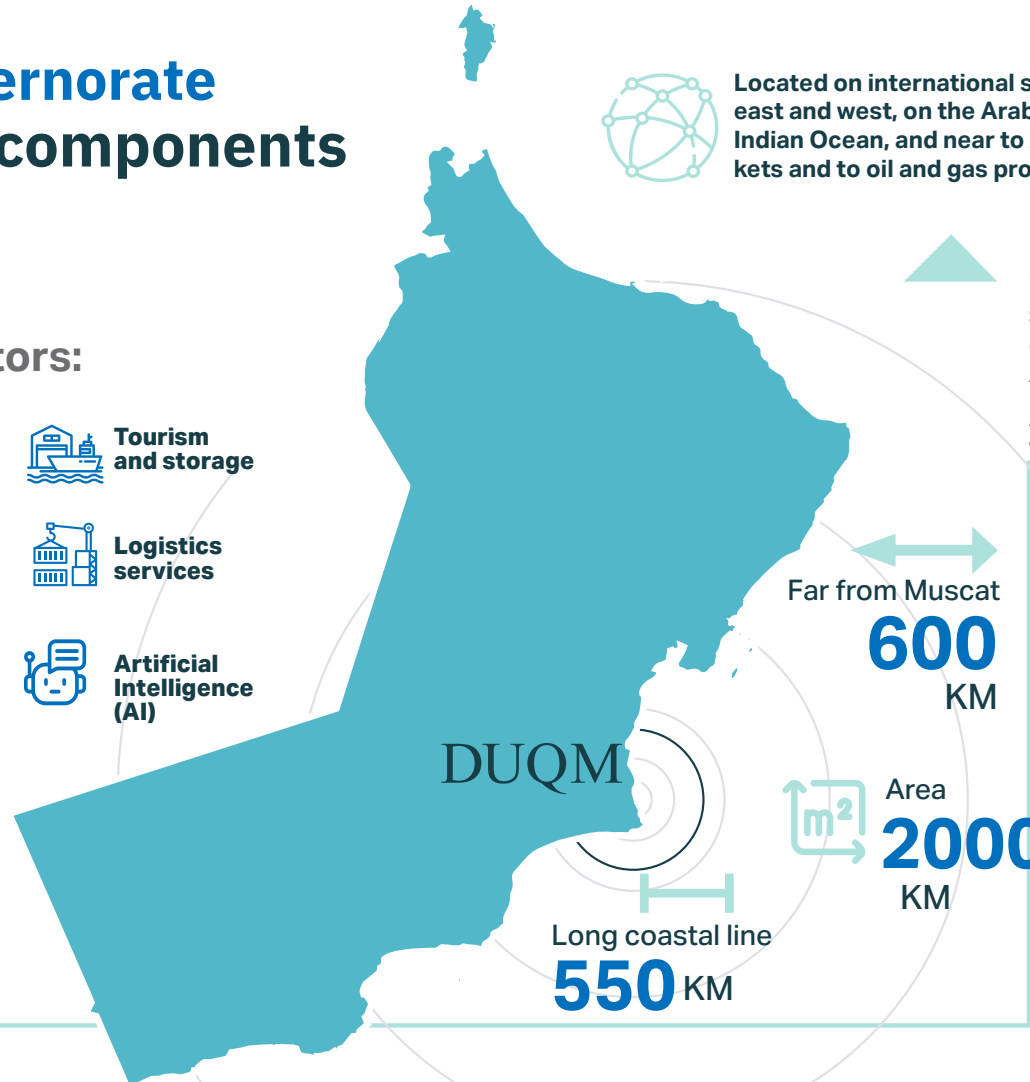 ernorate
components
Located on international s
east and west, on the Arab
Indian Ocean, and near to
kets and to oil and gas pro
tors:
Tourism
and storage
Logistics
services
Artificial
Intelligence
(AI)
Far from Muscat
600
KM
DUQM
m²
Area
2000
KM
Long coastal line
550 KM